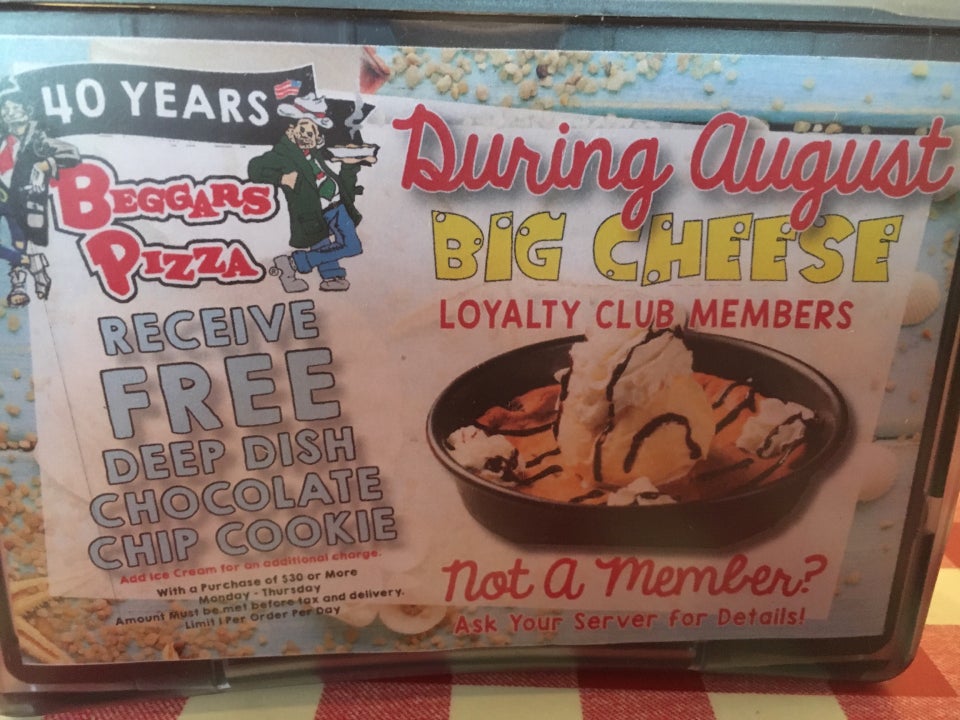 40 YEARS
BEGGARS
PIZZA
RECEIVE
FREE
DEEP DISH
CHOCOLATE
CHIP COOKIE
Add Ice Cream for an additional charge.
With a Purchase of $30 or More
Monday - Thursday
Amount Must be met before tax and delivery.
Limit 1 Per Order Per Day
During August
BIG CHEESE
LOYALTY CLUB MEMBERS
Not A Member?
Ask Your Server for Details!